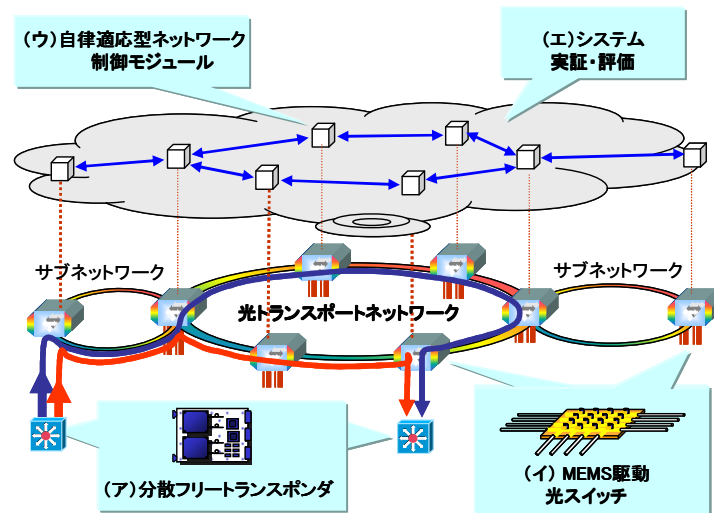 (ウ)自律適応型ネットワーク
制御モジュール
(エ)システム
実証・評価
サブネットワーク
サブネットワーク
光トランスポートネットワーク
(ア)分散フリートランスポンダ
(イ) MEMS駆動
光スイッチ